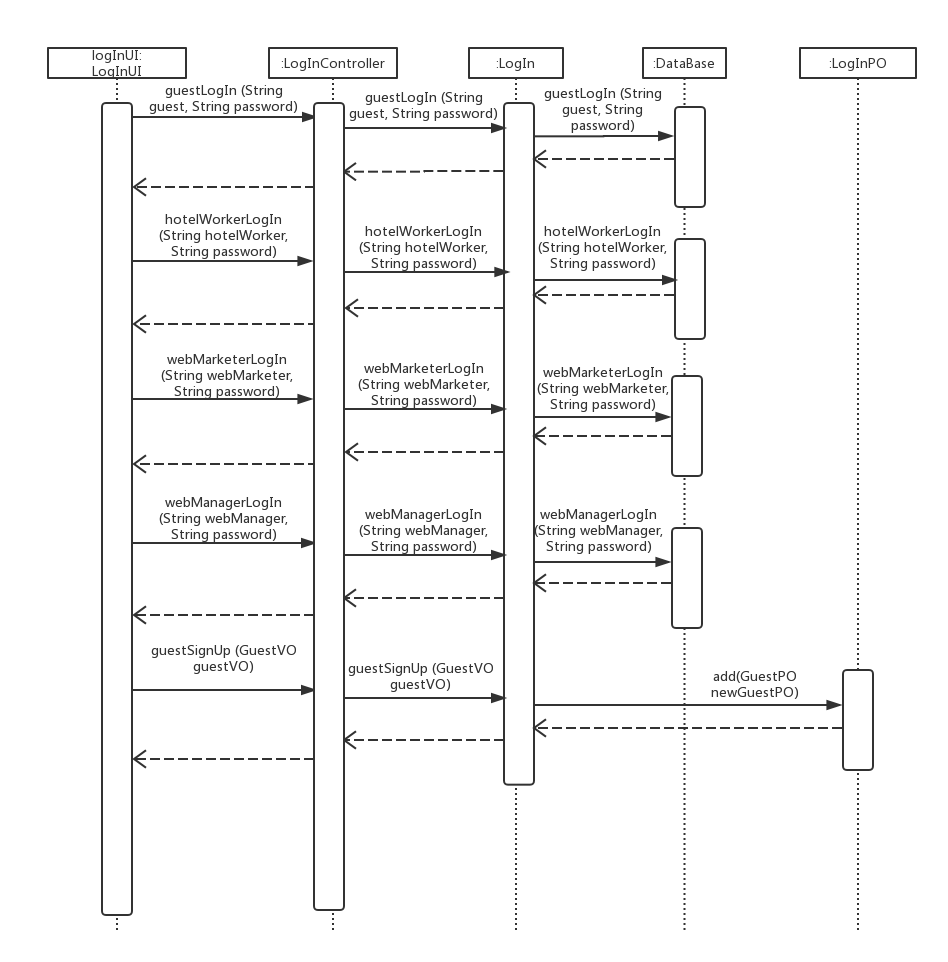 logInUI:
LogInUI
:LogInController
:LogIn
:DataBase
:LogInPO
guestLogIn (String
guest, String password)
guestLogIn (String
guest, String password)
guestLogIn (String
guest, String
password)
hotelWorkerLogIn
(String hotelWorker,
String password)
hotelWorkerLogIn
(String hotelWorker,
String password)
hotelWorkerLogIn
(String hotelWorker,
String password)
webMarketerLogIn
(String webMarketer,
String password)
webMarketerLogIn
(String webMarketer,
String password)
webMarketerLogIn
(String webMarketer,
String password)
webManagerLogIn
(String webManager,
String password)
webManagerLogIn
(String webManager,
String password)
webManagerLogIn
(String webManager,
String password)
guestSignUp (GuestVO
guestVO)
guestSignUp (GuestVO
guestVO)
add(GuestPO
newGuestPO)